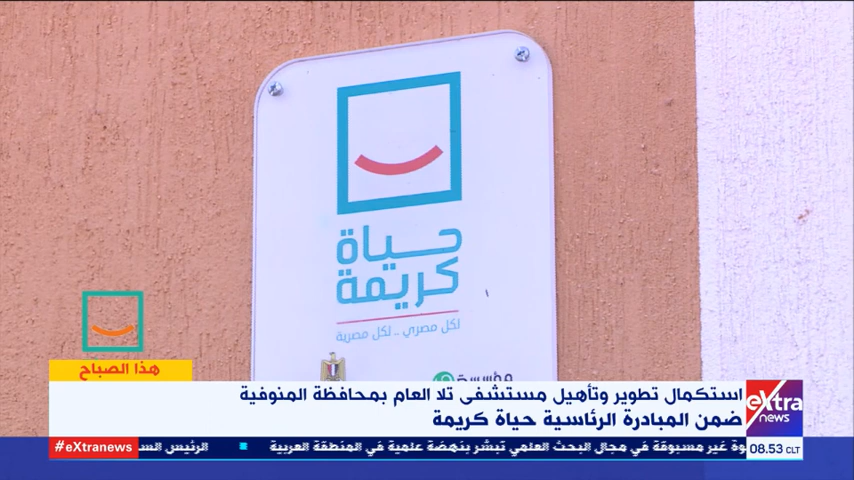 حياة
كريمة
لكل مصري .. لكل مصرية
مؤسسة
هذا الصباح
استكمال تطوير وتأهيل مستشفى تلا العام بمحافظة المنوفية
ضمن المبادرة الرئاسية حياة كريمة
eXtra
news
#eXtranews
غير مسبوقة في مجال البحث العلمي تبشر بنهضة علمية في المنطقة العربية
الرئيس
08.53 CLT